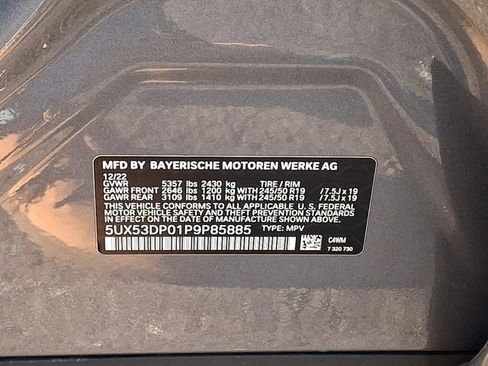 MFD BY BAYERISCHE MOTOREN WERKE AG
12/22
GVWR 5357 lbs 2430 kg TIRE / RIM
GAWR FRONT 2646 lbs 1200 kg WITH 245/50 R19 /7.5J x 19
GAWR REAR 3109 lbs 1410 kg WITH 245/50 R19 /7.5J x 19
THIS VEHICLE CONFORMS TO ALL APPLICABLE U.S.
FEDERAL MOTOR VEHICLE SAFETY, BUMPER, AND THEFT PREVENTION
STANDARDS IN EFFECT ON THE DATE OF MANUFACTURE SHOWN ABOVE.
5UX53DP01P9P85885 TYPE: MPV
C4WM
7 320 730